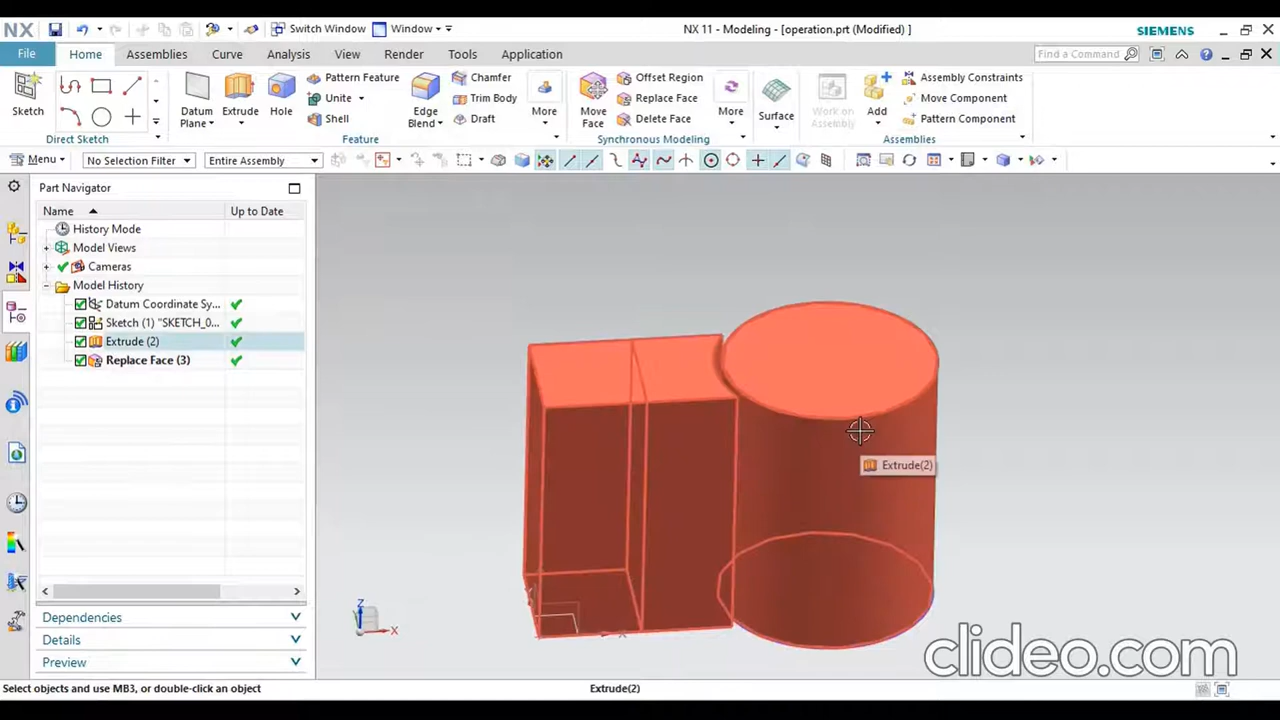 NX Switch Window Window NX 11 - Modeling - [operation.prt (Modified) ] SIEMENS
File Home Assemblies Curve Analysis View Render Tools Application Find a Command
Sketch Datum Plane Extrude Hole Pattern Feature Unite Shell Edge Blend Chamfer Trim Body Draft More Move Face Offset Region Replace Face Delete Face More Surface Work on Assembly Add Assembly Constraints Move Component Pattern Component
Direct Sketch Feature Synchronous Modeling Assemblies
Menu No Selection Filter Entire Assembly
Part Navigator
Name Up to Date
History Mode
Model Views
Cameras
Model History
Datum Coordinate Sy...
Sketch (1) "SKETCH_0...
Extrude (2)
Replace Face (3)
Extrude(2)
Z
X
X
Dependencies
Details
Preview
clideo.com
Select objects and use MB3, or double-click an object Extrude(2)